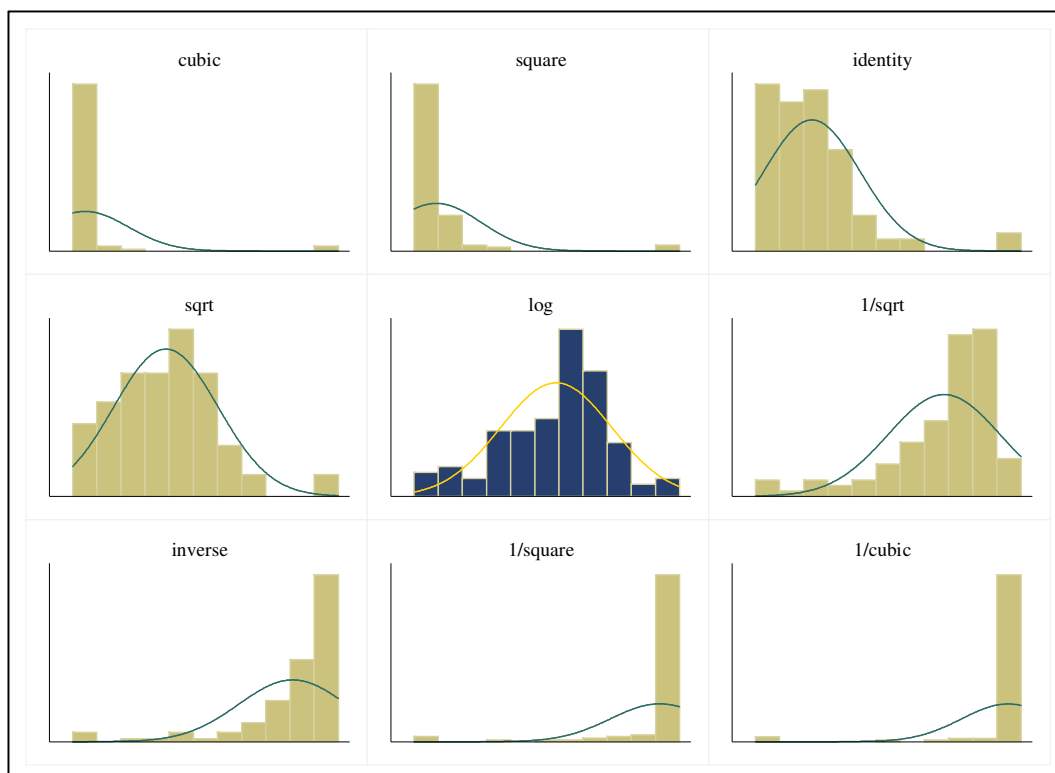 cubic
square
identity
sqrt
log
1/sqrt
inverse
1/square
1/cubic